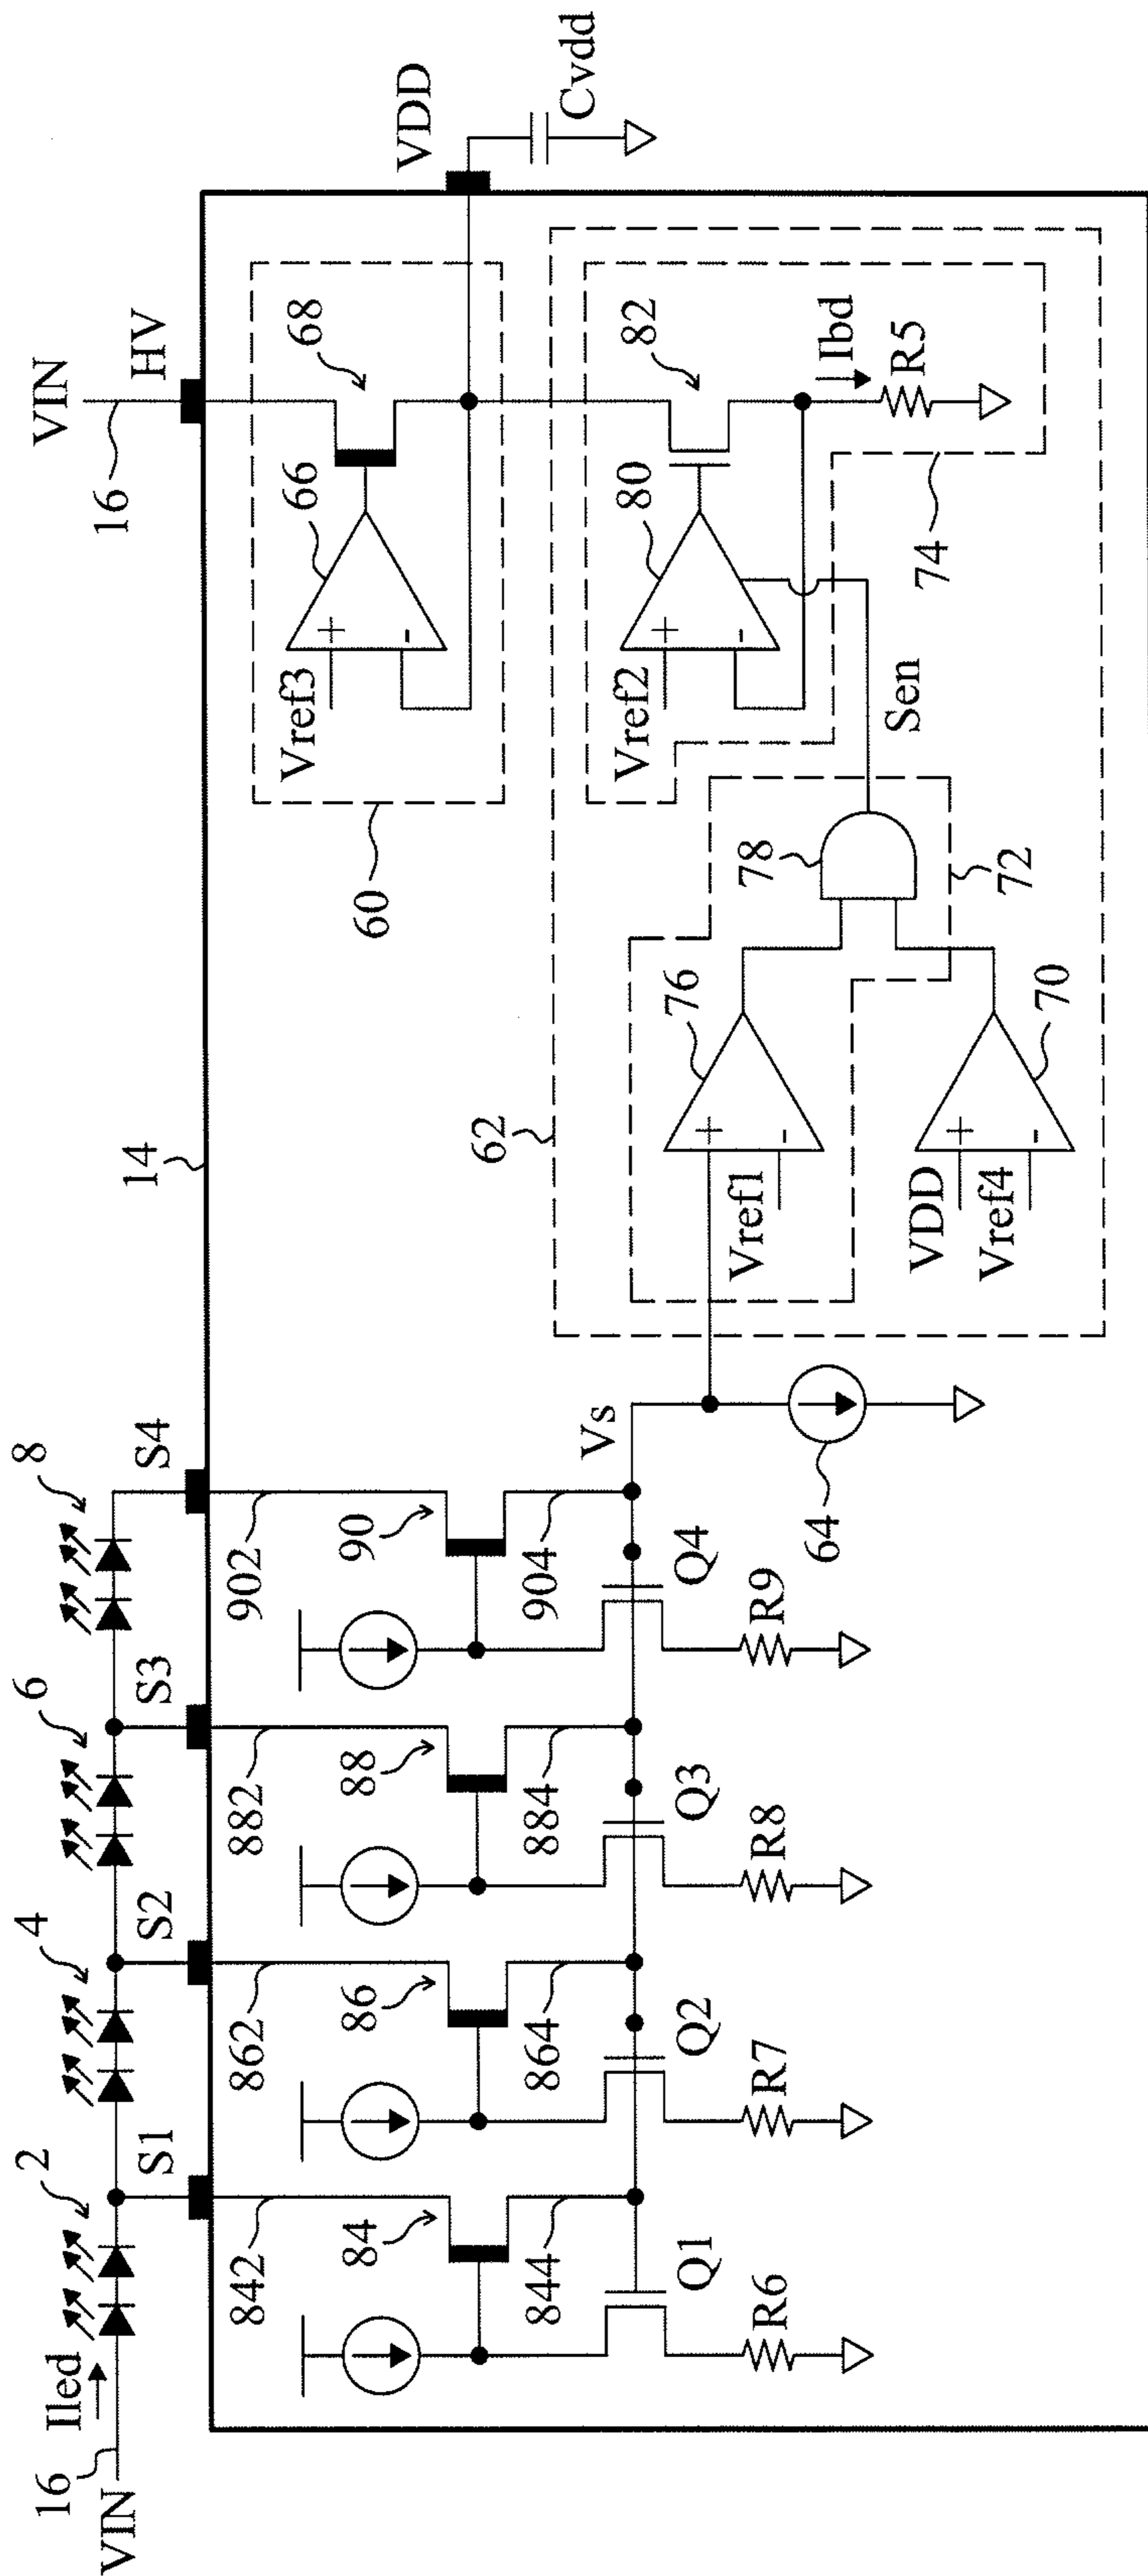 VIN
16
Iled
2
4
6
8
S1
S2
S3
S4
14
VIN
16
HV
842
862
882
902
84
86
88
90
844
864
884
904
Vs
Q1
Q2
Q3
Q4
R6
R7
R8
R9
64
60
66
68
Vref3
+
-
VDD
Cvdd
62
76
+
-
Vref1
78
72
70
VDD
+
-
Vref4
Sen
80
82
Vref2
+
-
Ibd
R5
74